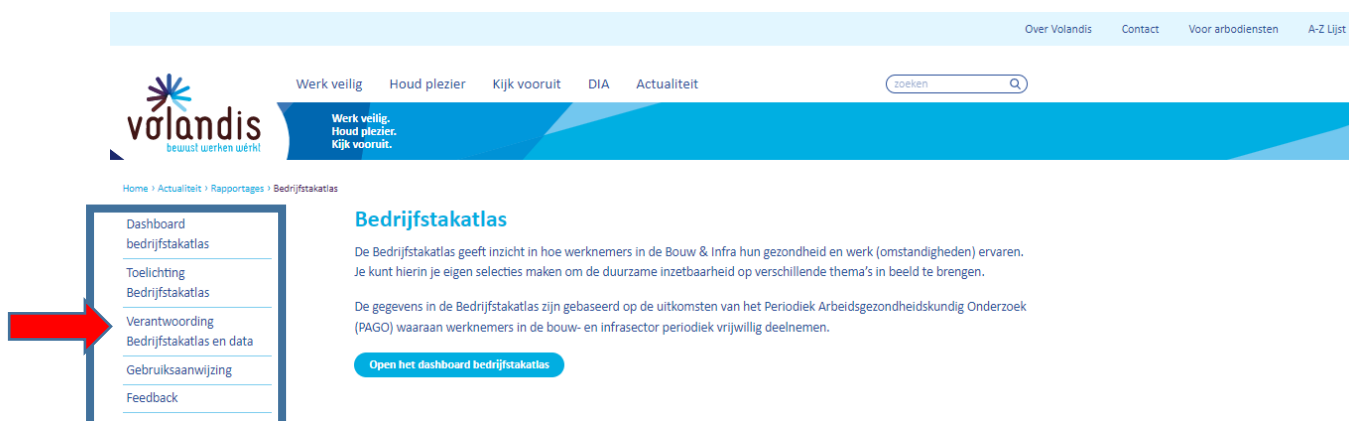 Over Volandis Contact Voor arbodiensten A-Z Lijst
Werk veilig Houd plezier Kijk vooruit DIA Actualiteit zoeken
volandis
bewust werken wérkt
Werk veilig.
Houd plezier.
Kijk vooruit.
Home › Actualiteit › Rapportages › Bedrijfstakatlas
Dashboard
bedrijfstakatlas
Toelichting
Bedrijfstakatlas
Verantwoording
Bedrijfstakatlas en data
Gebruiksaanwijzing
Feedback
Bedrijfstakatlas
De Bedrijfstakatlas geeft inzicht in hoe werknemers in de Bouw & Infra hun gezondheid en werk (omstandigheden) ervaren.
Je kunt hierin je eigen selecties maken om de duurzame inzetbaarheid op verschillende thema's in beeld te brengen.
De gegevens in de Bedrijfstakatlas zijn gebaseerd op de uitkomsten van het Periodiek Arbeidsgezondheidskundig Onderzoek
(PAGO) waaraan werknemers in de bouw- en infrasector periodiek vrijwillig deelnemen.
Open het dashboard bedrijfstakatlas